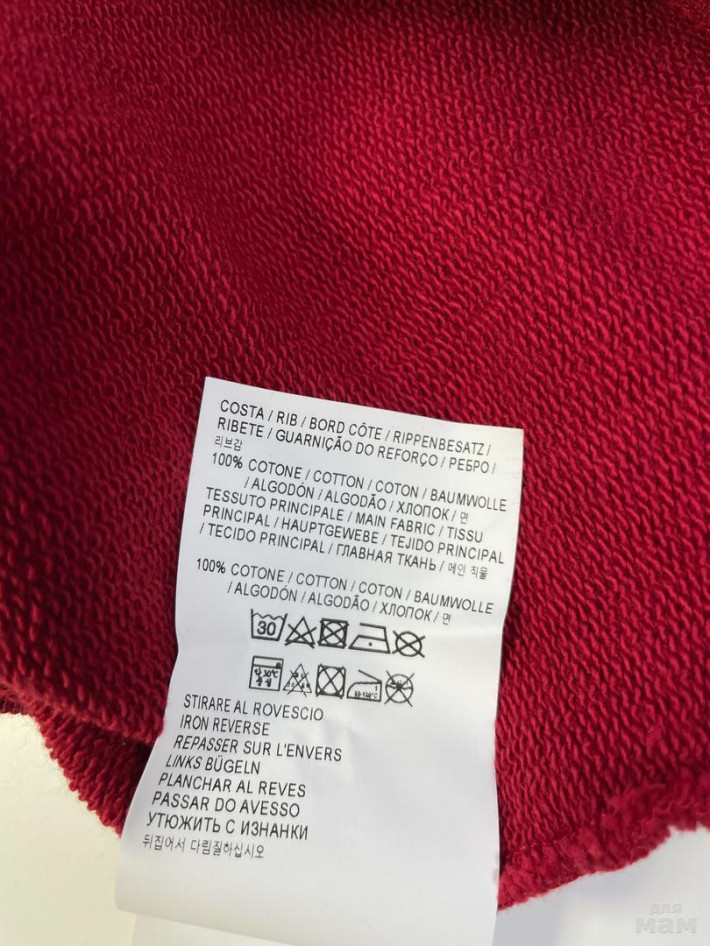 COSTA / RIB / BORD CÔTE / RIPPENBESATZ /
RIBETE / GUARNIÇÃO DO REFORÇO / РЕБРО /
리브감
100% COTONE / COTTON / COTON / BAUMWOLLE
/ ALGODÓN / ALGODÃO / ХЛОПОК / 면
TESSUTO PRINCIPALE / MAIN FABRIC / TISSU
PRINCIPAL / HAUPTGEWEBE / TEJIDO PRINCIPAL
/ TECIDO PRINCIPAL / ГЛАВНАЯ ТКАНЬ / 메인 직물
100% COTONE / COTTON / COTON / BAUMWOLLE
/ ALGODÓN / ALGODÃO / ХЛОПОК / 면
30
STIRARE AL ROVESCIO
IRON REVERSE
REPASSER SUR L'ENVERS
LINKS BÜGELN
PLANCHAR AL REVES
PASSAR DO AVESSO
УТЮЖИТЬ С ИЗНАНКИ
뒤집어서 다림질하십시오
для
мам